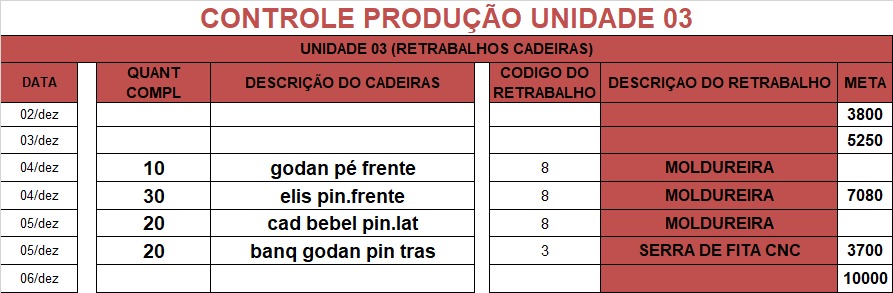 CONTROLE PRODUÇÃO UNIDADE 03
UNIDADE 03 (RETRABALHOS CADEIRAS)
DATA QUANT COMPL DESCRIÇÃO DO CADEIRAS CODIGO DO RETRABALHO DESCRIÇAO DO RETRABALHO META
02/dez 3800
03/dez 5250
04/dez 10 godan pé frente 8 MOLDUREIRA
04/dez 30 elis pin.frente 8 MOLDUREIRA 7080
05/dez 20 cad bebel pin.lat 8 MOLDUREIRA
05/dez 20 banq godan pin tras 3 SERRA DE FITA CNC 3700
06/dez 10000